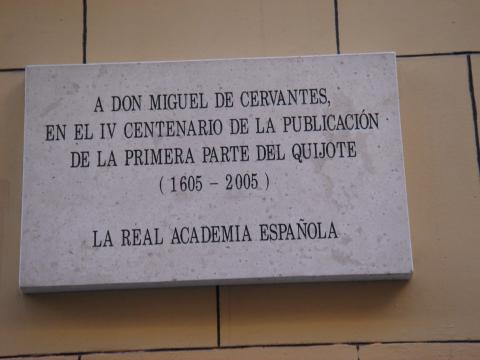 A DON MIGUEL DE CERVANTES,
EN EL IV CENTENARIO DE LA PUBLICACIÓN
DE LA PRIMERA PARTE DEL QUIJOTE
( 1605 – 2005 )
LA REAL ACADEMIA ESPAÑOLA